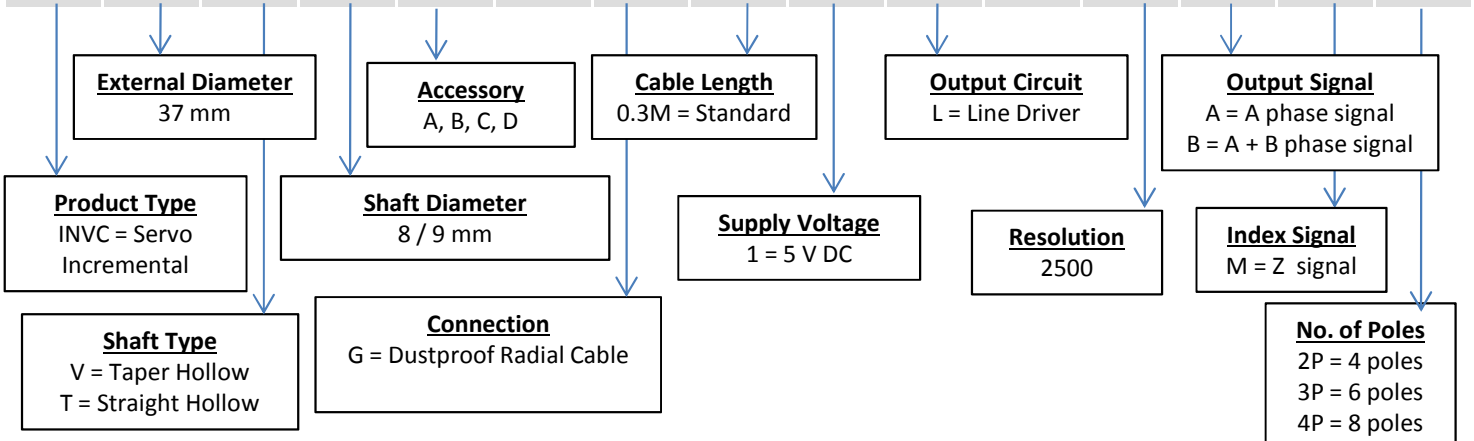 External Diameter
37 mm
Accessory
A, B, C, D
Cable Length
0.3M = Standard
Output Circuit
L = Line Driver
Output Signal
A = A phase signal
B = A + B phase signal
Product Type
INVC = Servo
Incremental
Shaft Diameter
8 / 9 mm
Supply Voltage
1 = 5 V DC
Resolution
2500
Index Signal
M = Z signal
Shaft Type
V = Taper Hollow
T = Straight Hollow
Connection
G = Dustproof Radial Cable
No. of Poles
2P = 4 poles
3P = 6 poles
4P = 8 poles